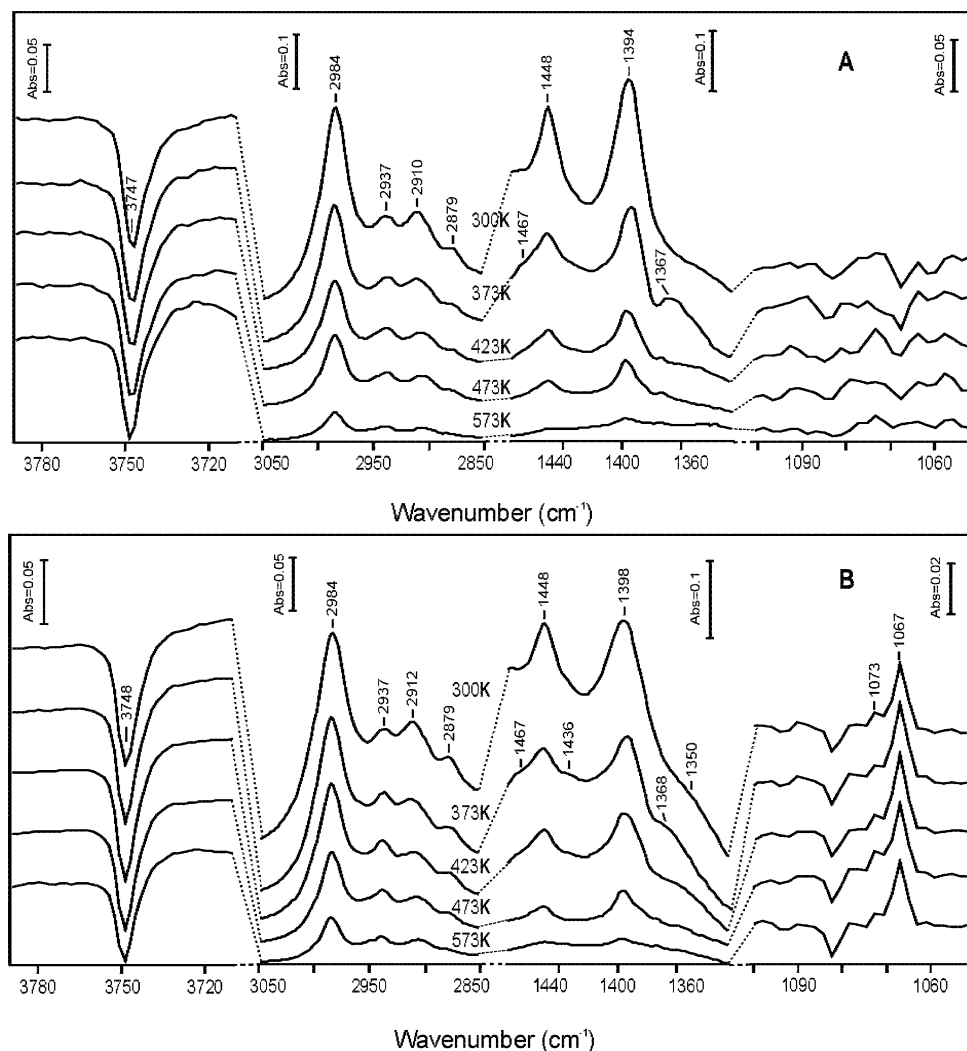 Abs=0.05
Abs=0.1
Abs=0.1
Abs=0.05
A
3747
2984
2937
2910
2879
1467
1448
1394
1367
300K
373K
423K
473K
573K
3780 3750 3720 3050 2950 2850 1440 1400 1360 1090 1060
Wavenumber (cm⁻¹)
Abs=0.05
Abs=0.05
Abs=0.1
Abs=0.02
B
3748
2984
2937
2912
2879
1467
1448
1436
1398
1368
1350
1073
1067
300K
373K
423K
473K
573K
3780 3750 3720 3050 2950 2850 1440 1400 1360 1090 1060
Wavenumber (cm⁻¹)